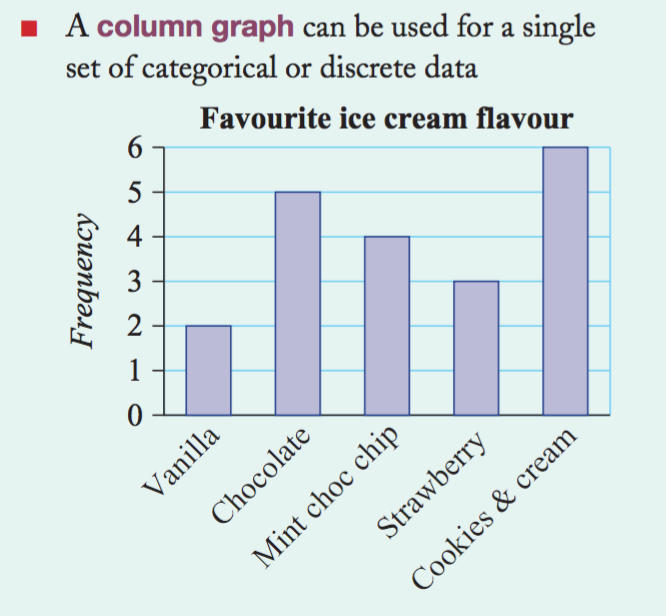 A column graph can be used for a single
set of categorical or discrete data
Favourite ice cream flavour
Frequency
6
5
4
3
2
1
0
Vanilla
Chocolate
Mint choc chip
Strawberry
Cookies & cream